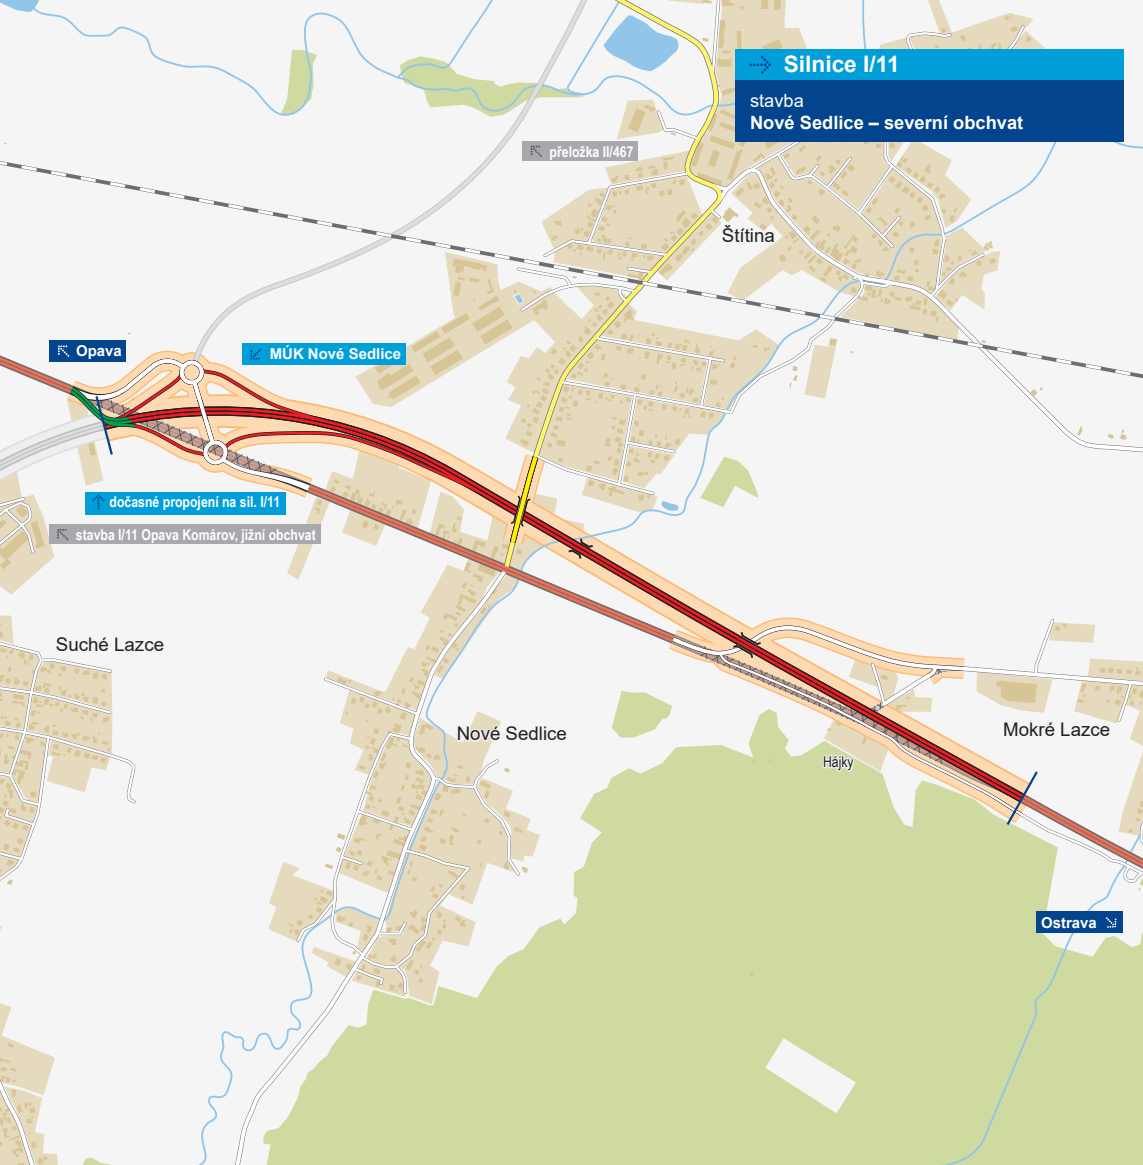 Silnice I/11
stavba
Nové Sedlice – severní obchvat
přeložka II/467
Štítina
Opava
MÚK Nové Sedlice
dočasné propojení na sil. I/11
stavba I/11 Opava Komárov, jižní obchvat
Suché Lazce
Nové Sedlice
Mokré Lazce
Hájky
Ostrava